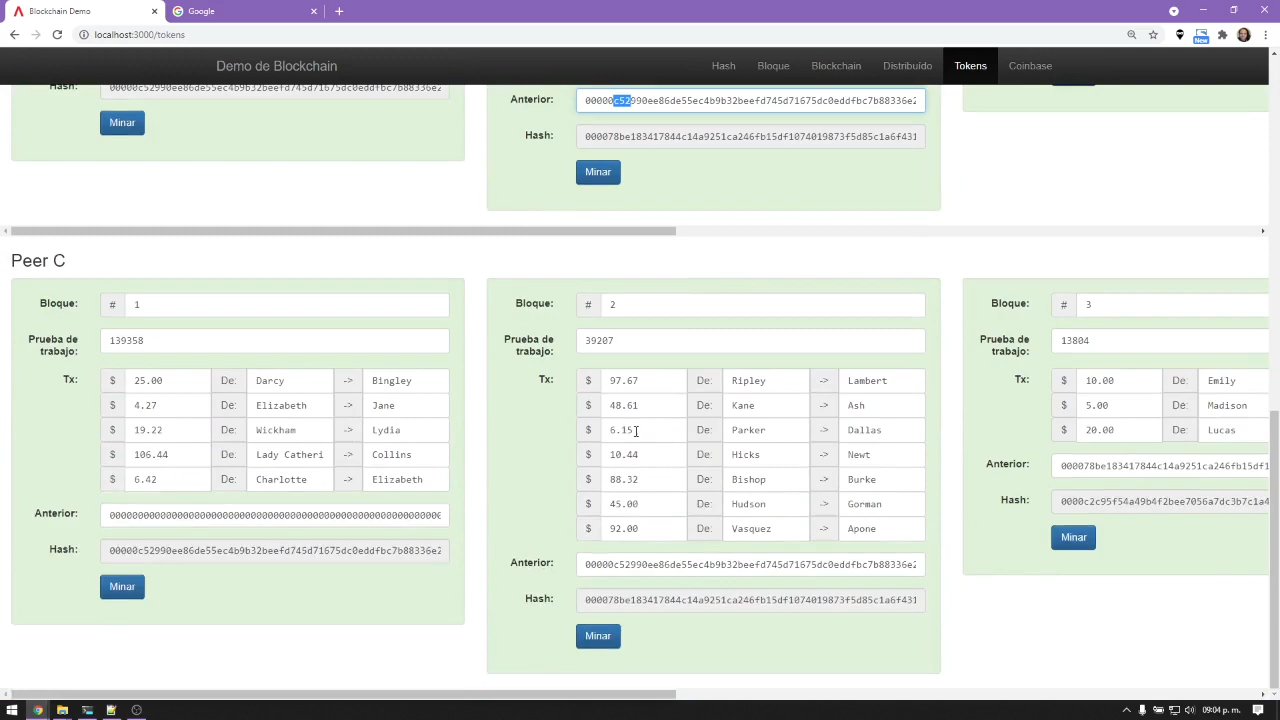 Blockchain Demo
Google
localhost:3000/tokens
New
Demo de Blockchain
Hash
Bloque
Blockchain
Distribuído
Tokens
Coinbase
Hash:
00000c52990ee86de55ec4b9b32beefd745d71675dc0eddfbc7b88336e2
Minar
Anterior:
00000c52990ee86de55ec4b9b32beefd745d71675dc0eddfbc7b88336e2
Hash:
000078be183417844c14a9251ca246fb15df1074019873f5d85c1a6f431
Minar
Peer C
Bloque: # 1
Prueba de trabajo: 139358
Tx: $ 25.00 De: Darcy -> Bingley
$ 4.27 De: Elizabeth -> Jane
$ 19.22 De: Wickham -> Lydia
$ 106.44 De: Lady Catheri -> Collins
$ 6.42 De: Charlotte -> Elizabeth
Anterior: 00000000000000000000000000000000000000000000000000000000000
Hash: 00000c52990ee86de55ec4b9b32beefd745d71675dc0eddfbc7b88336e2
Minar
Bloque: # 2
Prueba de trabajo: 39207
Tx: $ 97.67 De: Ripley -> Lambert
$ 48.61 De: Kane -> Ash
$ 6.15 De: Parker -> Dallas
$ 10.44 De: Hicks -> Newt
$ 88.32 De: Bishop -> Burke
$ 45.00 De: Hudson -> Gorman
$ 92.00 De: Vasquez -> Apone
Anterior: 00000c52990ee86de55ec4b9b32beefd745d71675dc0eddfbc7b88336e2
Hash: 000078be183417844c14a9251ca246fb15df1074019873f5d85c1a6f431
Minar
Bloque: # 3
Prueba de trabajo: 13804
Tx: $ 10.00 De: Emily
$ 5.00 De: Madison
$ 20.00 De: Lucas
Anterior: 000078be183417844c14a9251ca246fb15df1
Hash: 0000c2c95f54a49b4f2bee7056a7dc3b7c1a4
Minar
09:04 p. m.